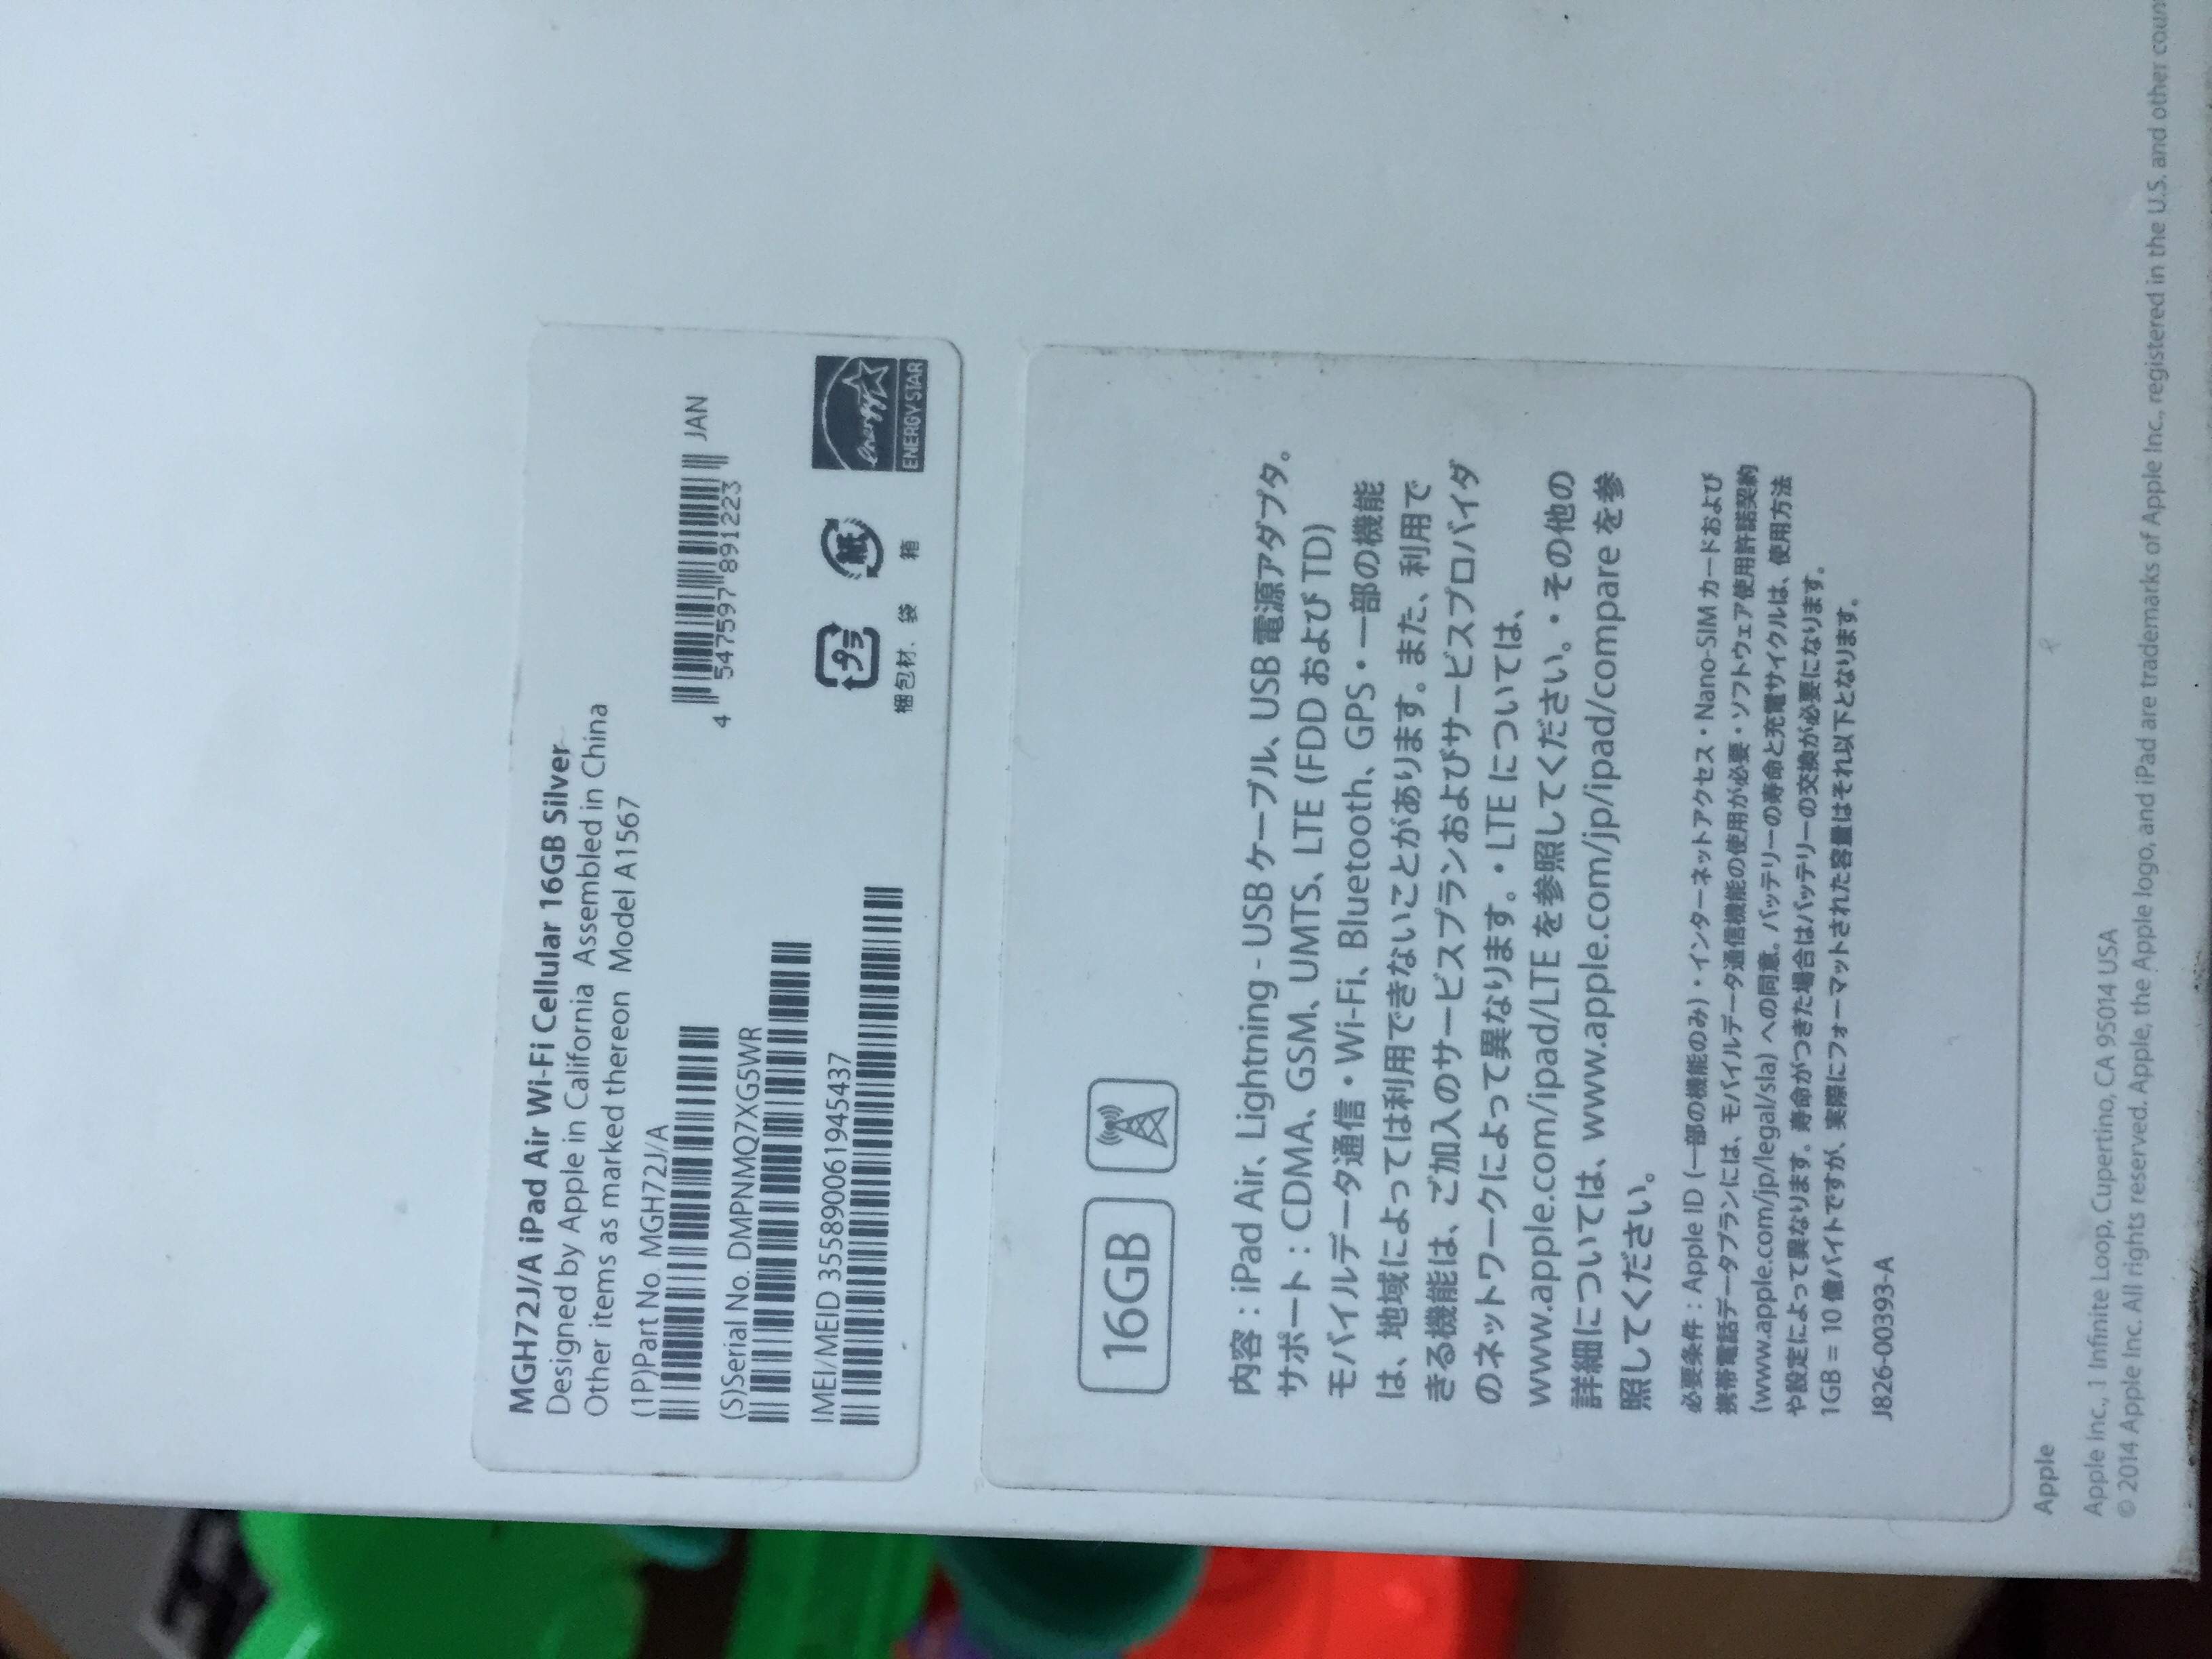 MGH72J/A iPad Air Wi-Fi Cellular 16GB Silver
Designed by Apple in California Assembled in China
Other items as marked thereon Model A1567
(1P)Part No. MGH72J/A
(S)Serial No. DMPNMQ7XG5WR
IMEI/MEID 355890061945437
4 547597 891223 JAN
プラ
紙
梱包材、袋 箱
energy
ENERGY STAR
16GB
内容：iPad Air、Lightning - USB ケーブル、USB 電源アダプタ。
サポート：CDMA、GSM、UMTS、LTE (FDD および TD)
モバイルデータ通信・Wi-Fi、Bluetooth、GPS・一部の機能
は、地域によっては利用できないことがあります。また、利用で
きる機能は、ご加入のサービスプランおよびサービスプロバイダ
のネットワークによって異なります。・LTE については、
www.apple.com/ipad/LTE を参照してください。・その他の
詳細については、www.apple.com/jp/ipad/compare を参
照してください。
必要条件：Apple ID (一部の機能のみ)・インターネットアクセス・Nano-SIM カードおよび
携帯電話データプランには、モバイルデータ通信機能の使用が必要・ソフトウェア使用許諾契約
(www.apple.com/jp/legal/sla) への同意。バッテリーの寿命と充電サイクルは、使用方法
や設定によって異なります。寿命がつきた場合はバッテリーの交換が必要になります。
1GB = 10 億バイトですが、実際にフォーマットされた容量はそれ以下となります。
J826-00393-A
Apple
Apple Inc., 1 Infinite Loop, Cupertino, CA 95014 USA
© 2014 Apple Inc. All rights reserved. Apple, the Apple logo, and iPad are trademarks of Apple Inc., registered in the U.S. and other